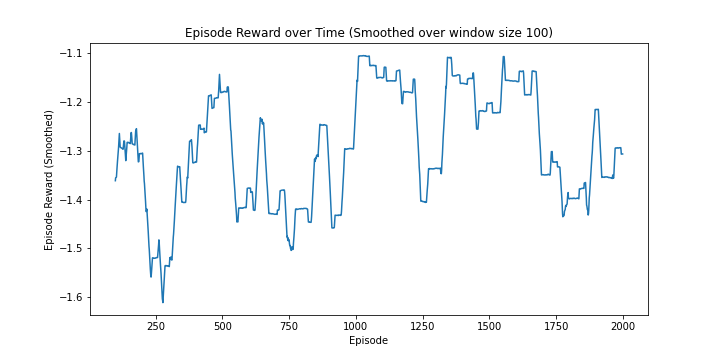 Episode Reward over Time (Smoothed over window size 100)
Episode Reward (Smoothed)
−1.1
−1.2
−1.3
−1.4
−1.5
−1.6
250 500 750 1000 1250 1500 1750 2000
Episode